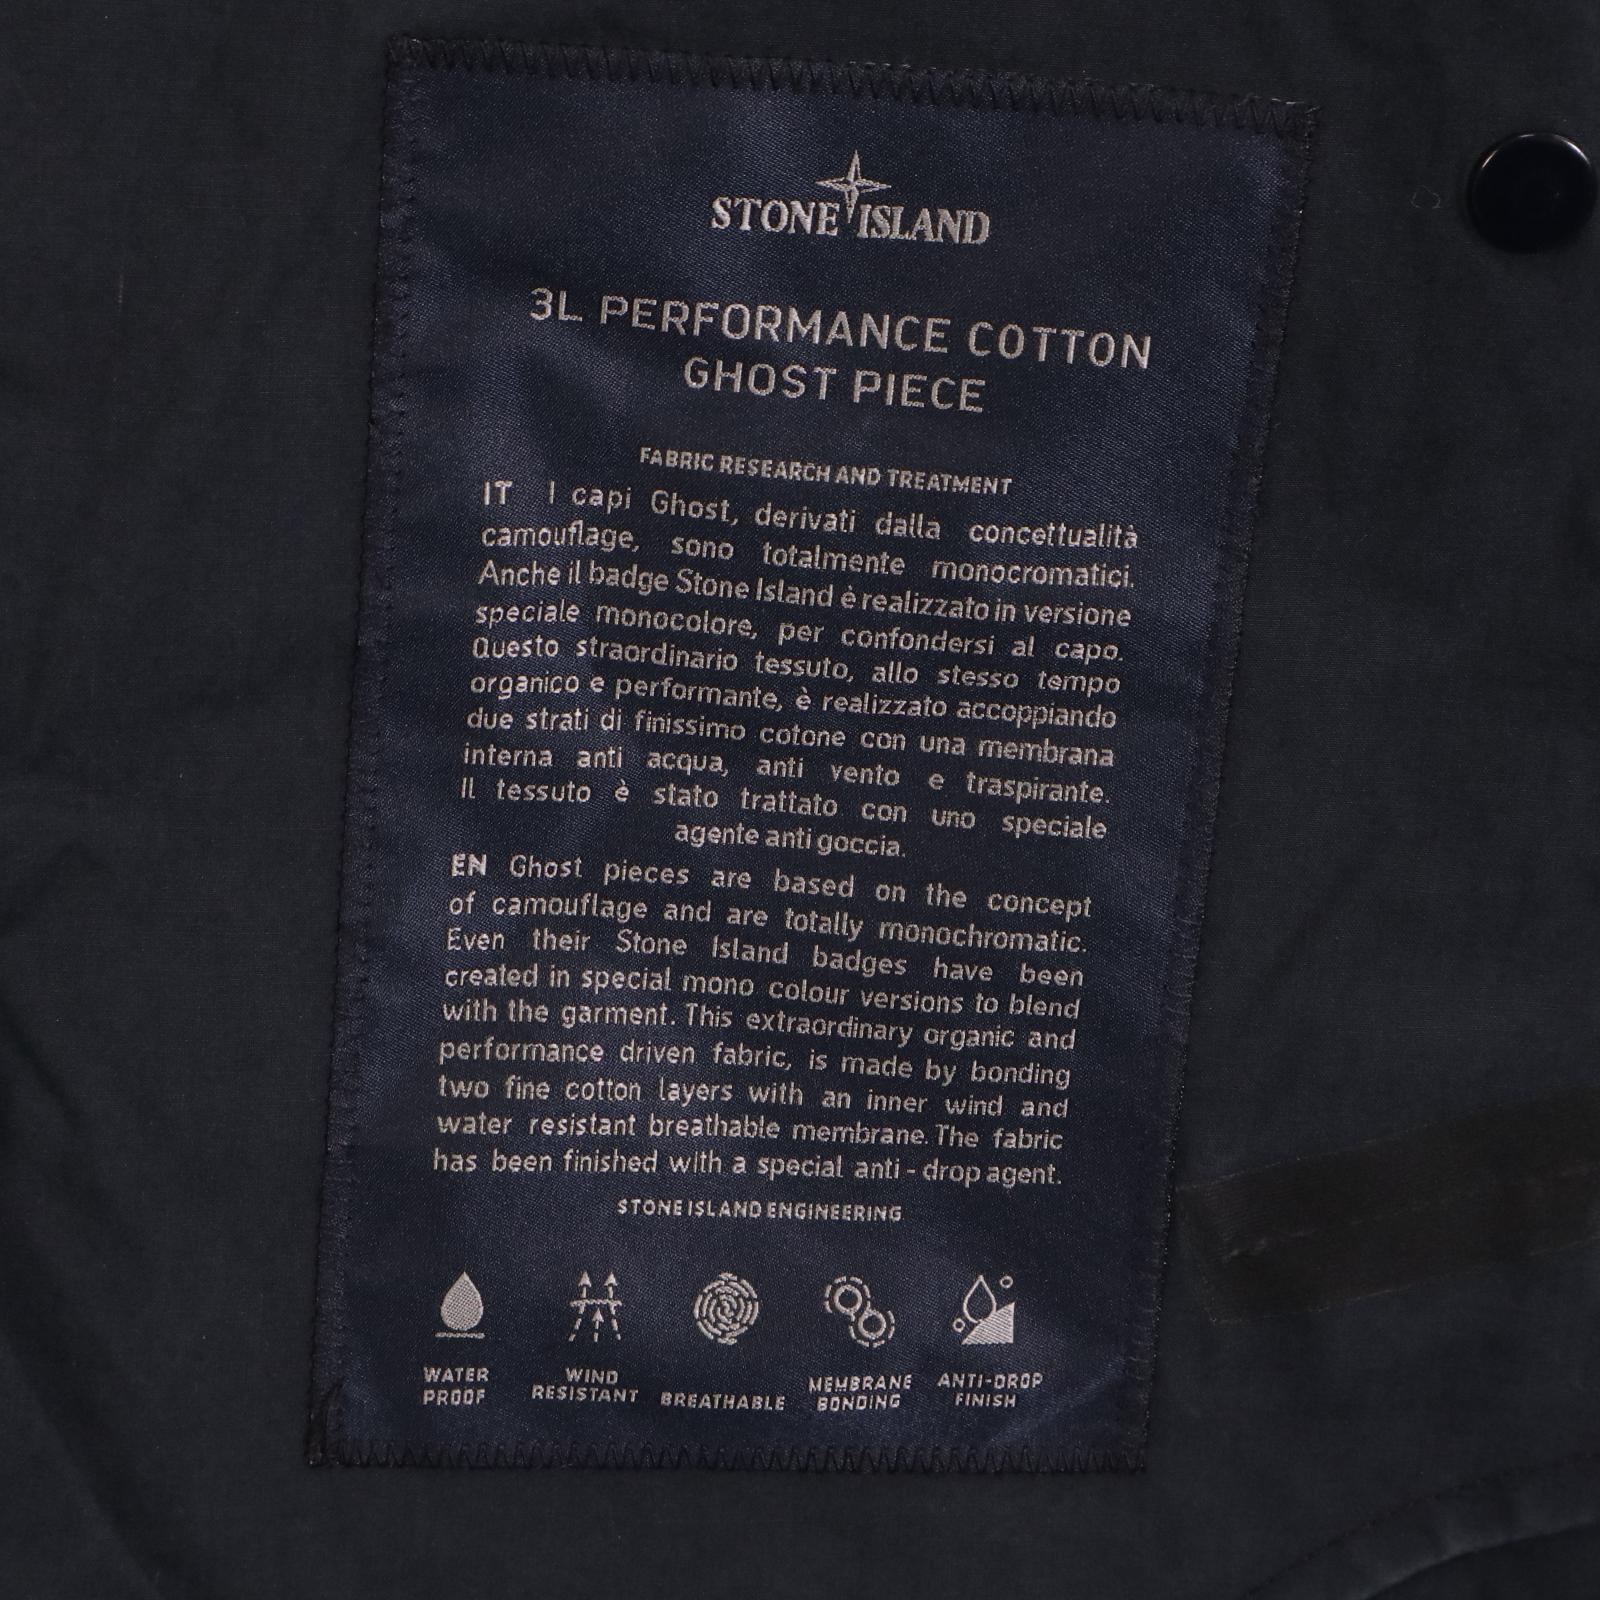 STONE ISLAND
3L PERFORMANCE COTTON
GHOST PIECE
FABRIC RESEARCH AND TREATMENT
IT I capi Ghost, derivati dalla concettualità
camouflage, sono totalmente monocromatici.
Anche il badge Stone Island è realizzato in versione
speciale monocolore, per confondersi al capo.
Questo straordinario tessuto, allo stesso tempo
organico e performante, è realizzato accoppiando
due strati di finissimo cotone con una membrana
interna anti acqua, anti vento e traspirante.
Il tessuto è stato trattato con uno speciale
agente anti goccia.
EN Ghost pieces are based on the concept
of camouflage and are totally monochromatic.
Even their Stone Island badges have been
created in special mono colour versions to blend
with the garment. This extraordinary organic and
performance driven fabric, is made by bonding
two fine cotton layers with an inner wind and
water resistant breathable membrane. The fabric
has been finished with a special anti - drop agent.
STONE ISLAND ENGINEERING
WATER
PROOF
WIND
RESISTANT
BREATHABLE
MEMBRANE
BONDING
ANTI-DROP
FINISH